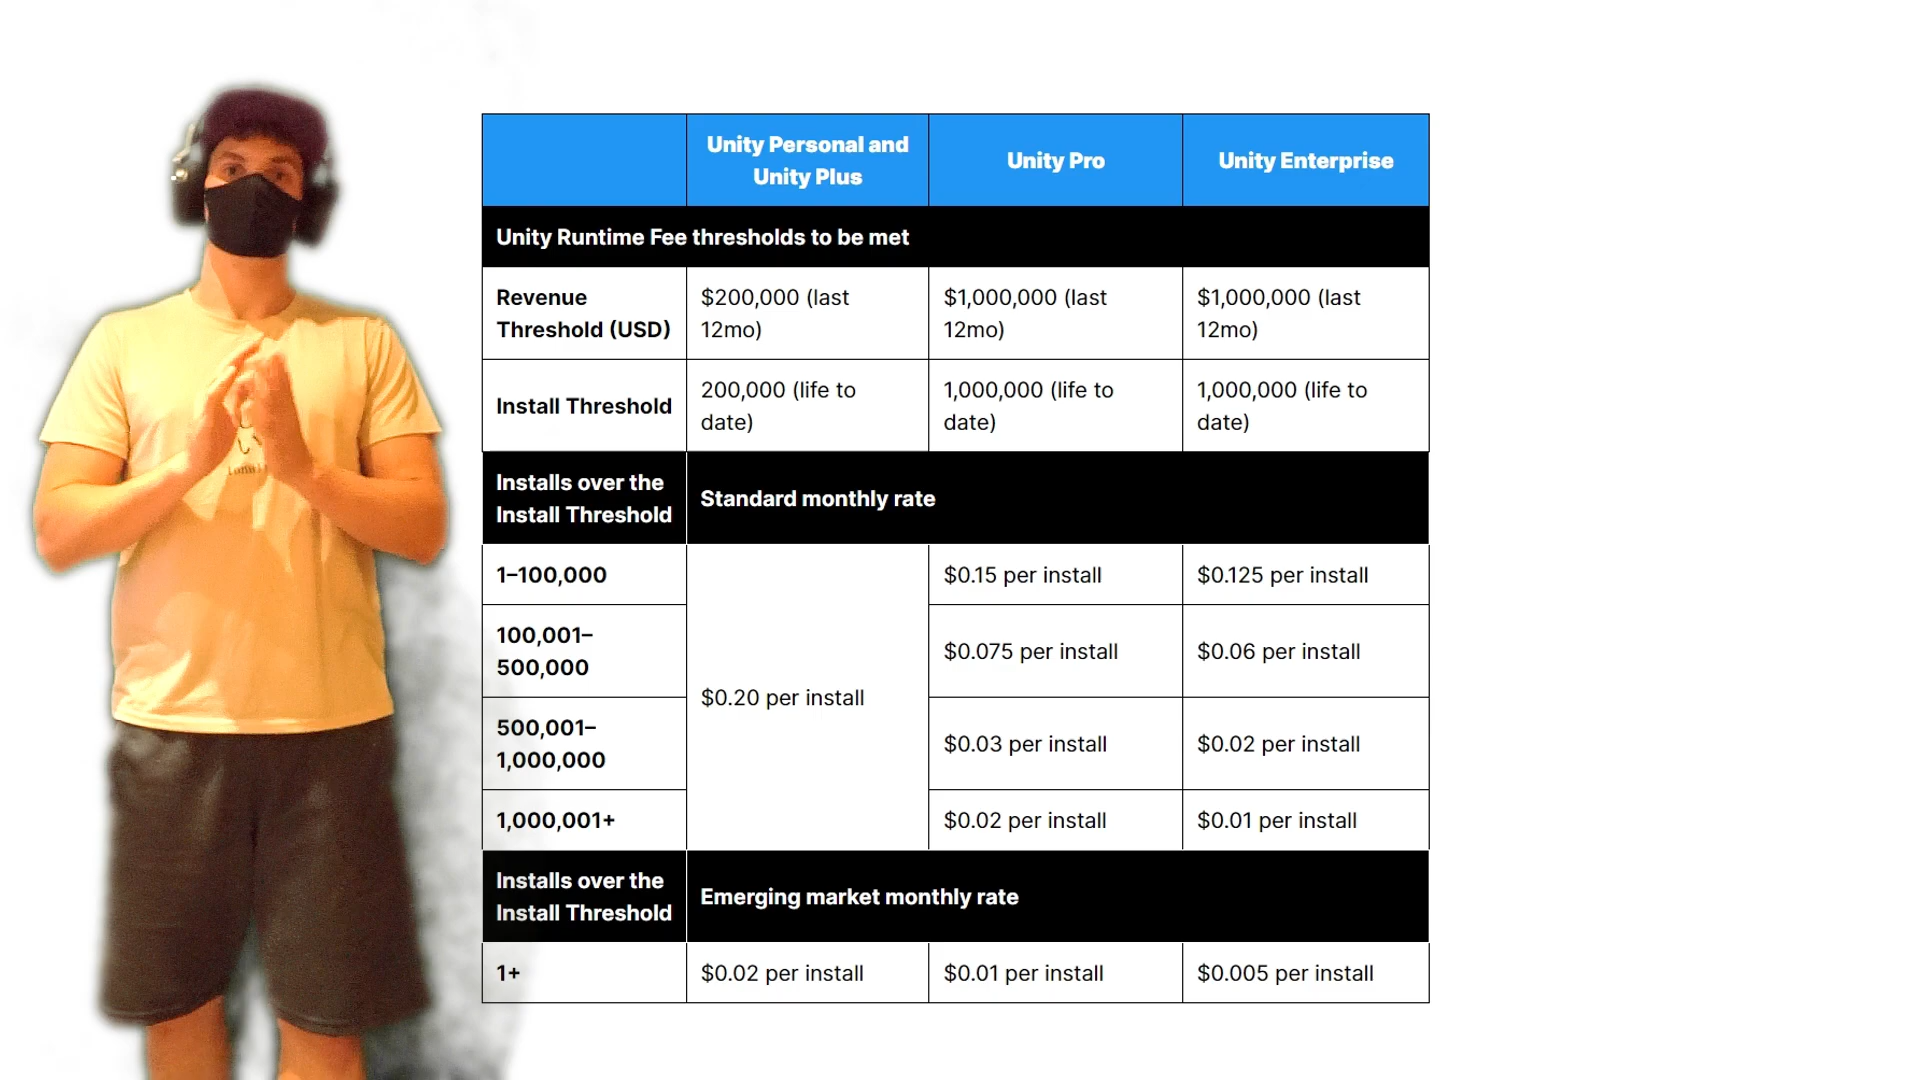 Unity Personal and
Unity Plus
Unity Pro
Unity Enterprise
Unity Runtime Fee thresholds to be met
Revenue
Threshold (USD)
$200,000 (last
12mo)
$1,000,000 (last
12mo)
$1,000,000 (last
12mo)
Install Threshold
200,000 (life to
date)
1,000,000 (life to
date)
1,000,000 (life to
date)
Installs over the
Install Threshold
Standard monthly rate
1–100,000
$0.20 per install
$0.15 per install
$0.125 per install
100,001–
500,000
$0.075 per install
$0.06 per install
500,001–
1,000,000
$0.03 per install
$0.02 per install
1,000,001+
$0.02 per install
$0.01 per install
Installs over the
Install Threshold
Emerging market monthly rate
1+
$0.02 per install
$0.01 per install
$0.005 per install